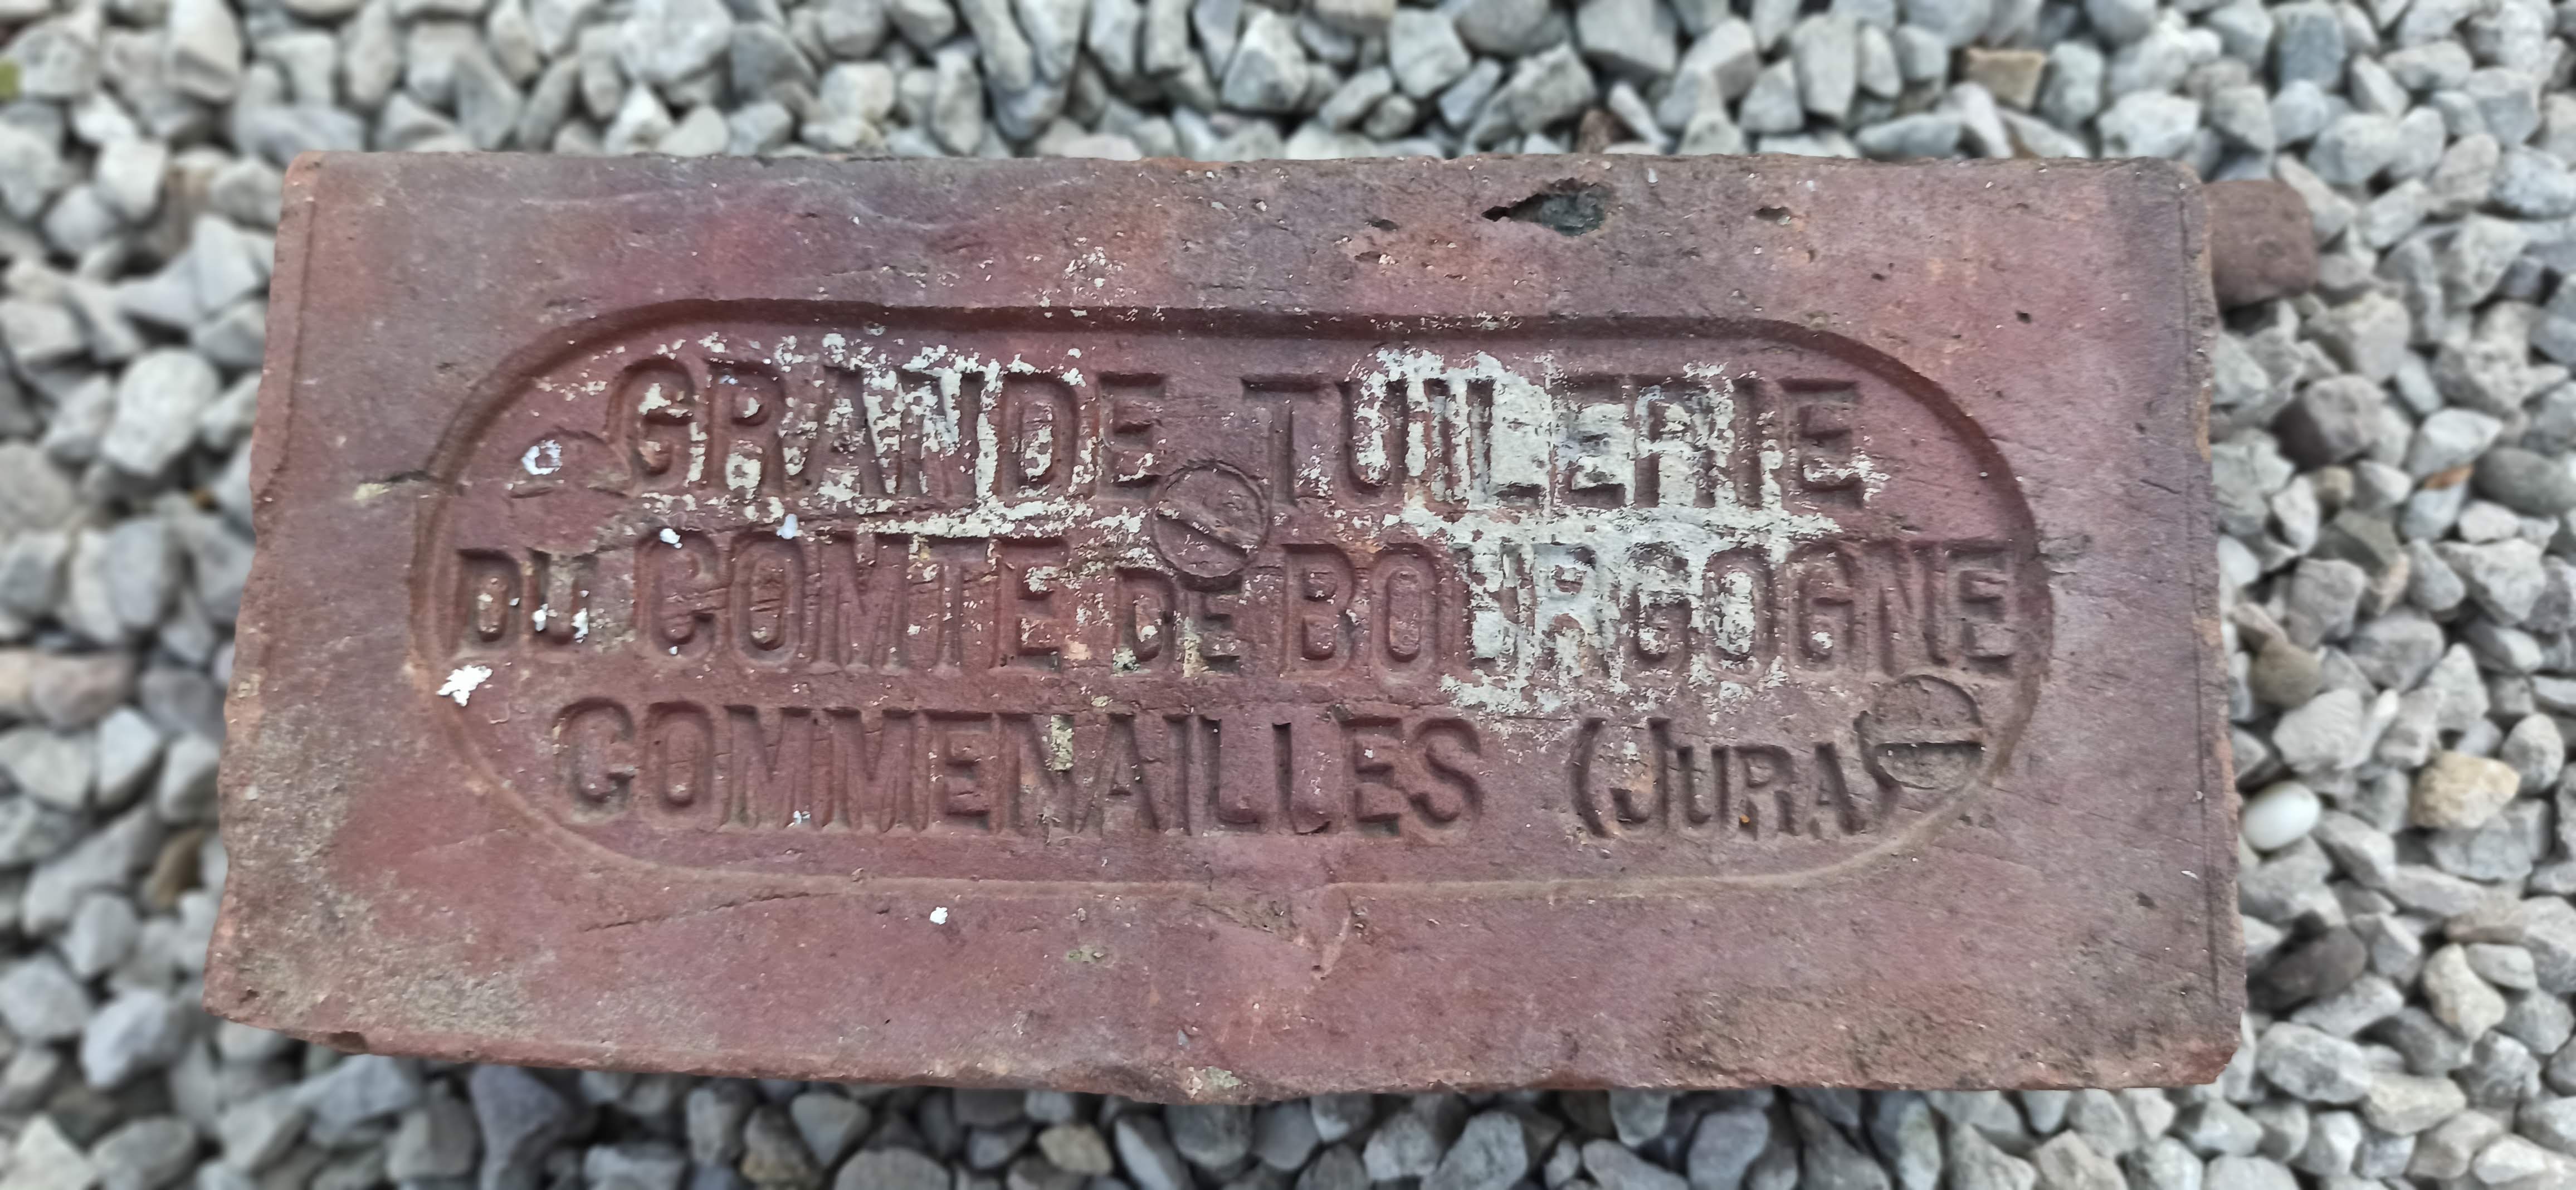 GRANDE TUILERIE
DU COMTE DE BOURGOGNE
COMMENAILLES (JURA)